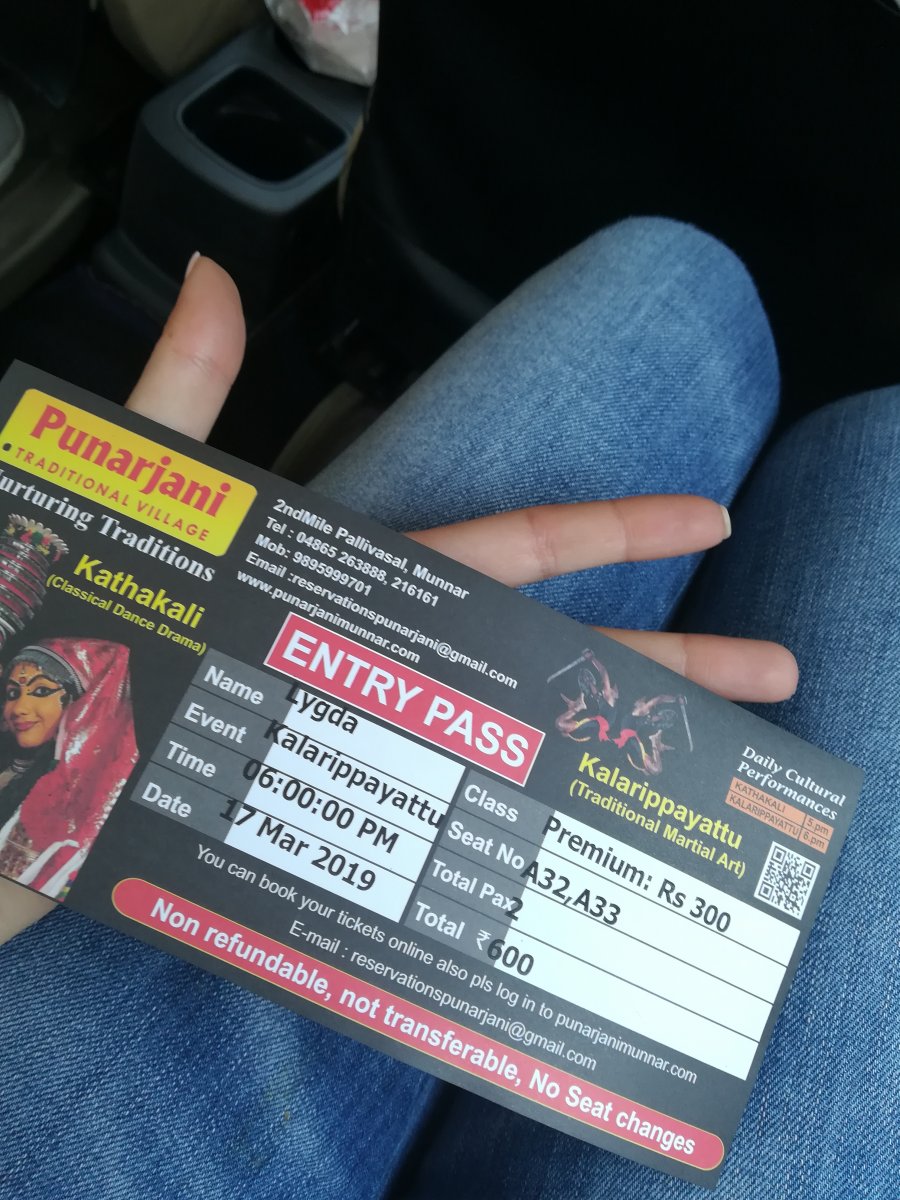 Punarjani
TRADITIONAL VILLAGE
Nurturing Traditions
Kathakali
(Classical Dance Drama)
2ndMile Pallivasal, Munnar
Tel : 04865 263888, 216161
Mob: 9895999701
Email :reservationspunarjani@gmail.com
www.punarjanimunnar.com
ENTRY PASS
Name Lygda
Event Kalarippayattu
Time 06:00:00 PM
Date 17 Mar 2019
Class Premium: Rs 300
Seat No A32,A33
Total Pax 2
Total ₹ 600
Kalarippayattu
(Traditional Martial Art)
Daily Cultural
Performances
KATHAKALI 5.pm
KALARIPPAYATTU 6.pm
You can book your tickets online also pls log in to punarjanimunnar.com
E-mail : reservationspunarjani@gmail.com
Non refundable, not transferable, No Seat changes